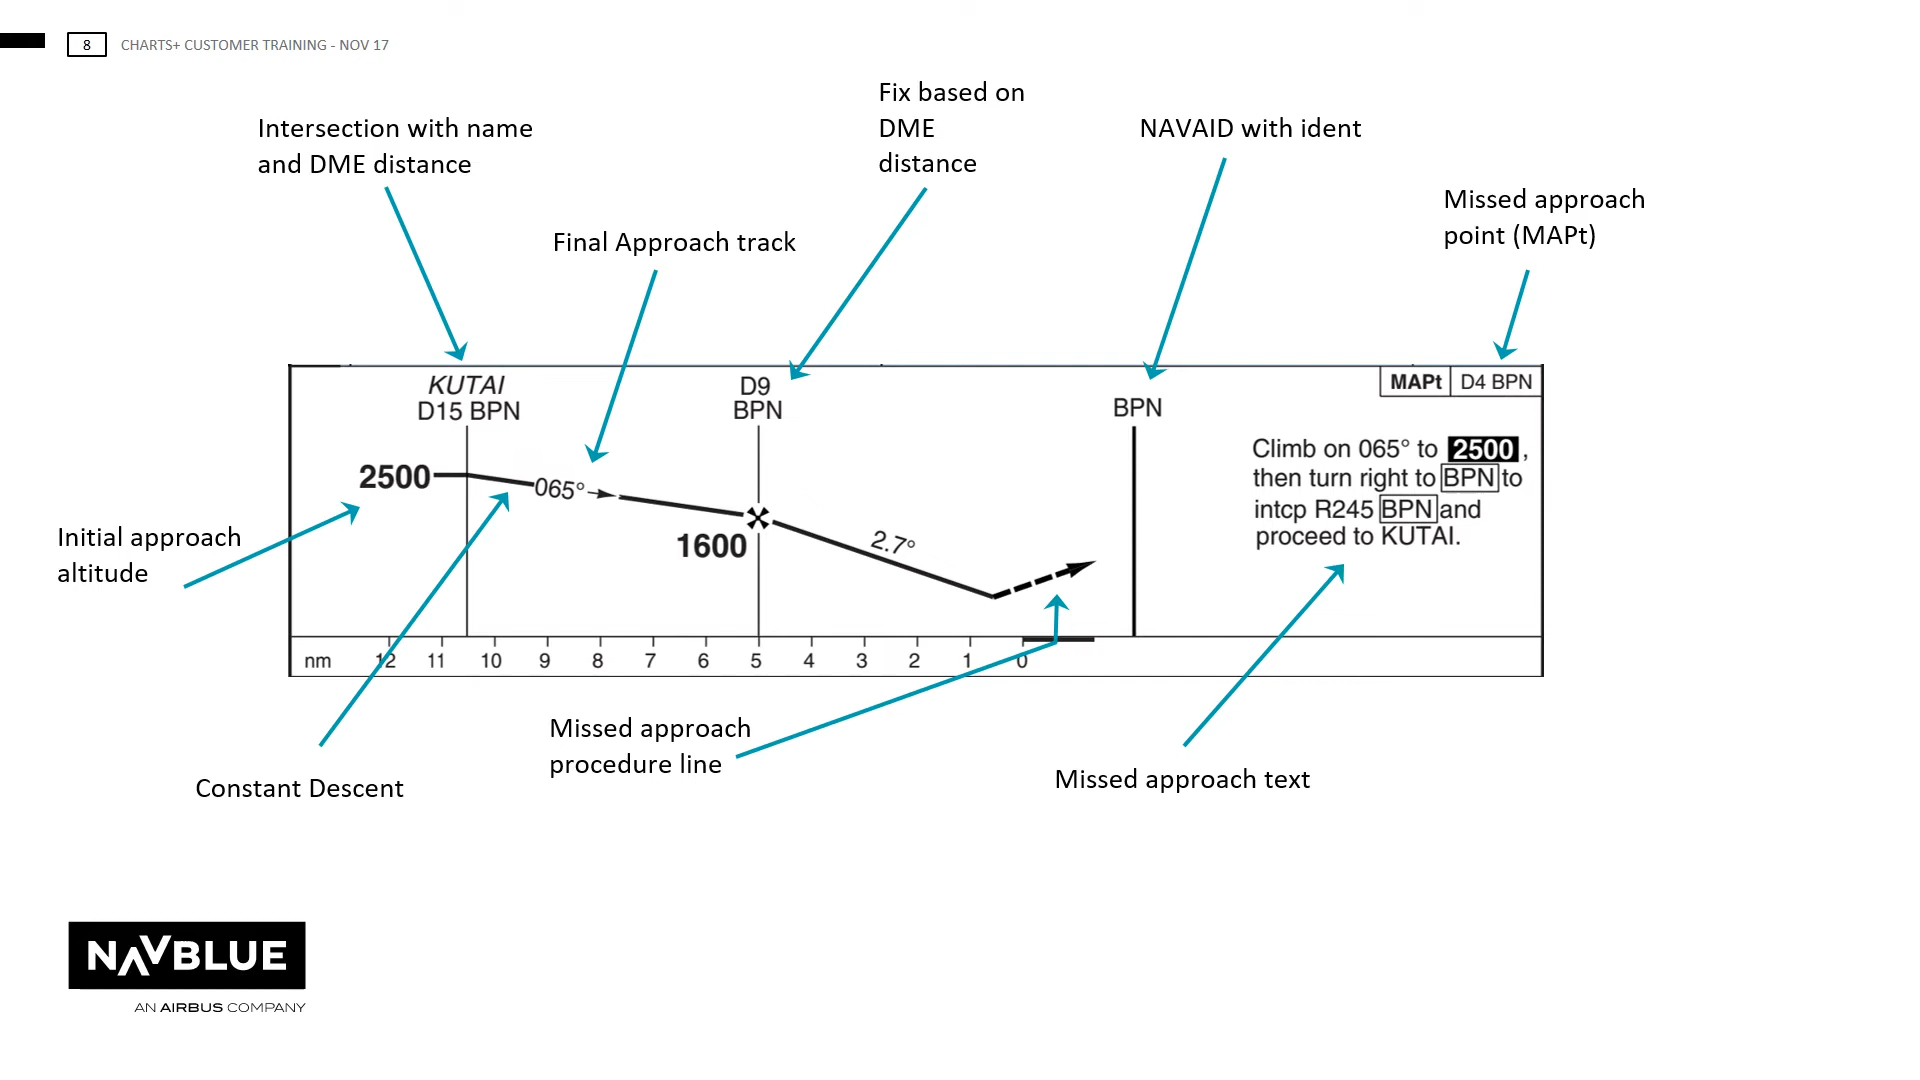 8 CHARTS+ CUSTOMER TRAINING - NOV 17
Intersection with name
and DME distance
Fix based on
DME
distance
NAVAID with ident
Missed approach
point (MAPt)
Final Approach track
KUTAI
D15 BPN
D9
BPN
BPN
MAPt D4 BPN
2500
065°
1600
2.7°
Climb on 065° to 2500,
then turn right to BPN to
intcp R245 BPN and
proceed to KUTAI.
Initial approach
altitude
nm 12 11 10 9 8 7 6 5 4 3 2 1 0
Constant Descent
Missed approach
procedure line
Missed approach text
NAVBLUE
AN AIRBUS COMPANY